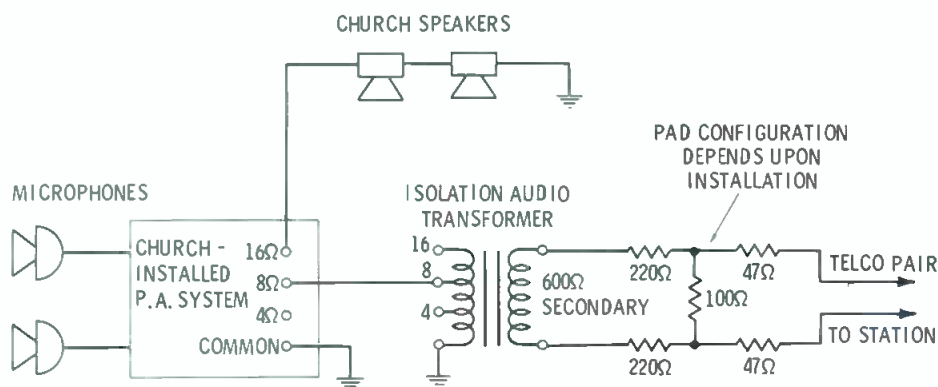 CHURCH SPEAKERS
PAD CONFIGURATION
DEPENDS UPON
INSTALLATION
MICROPHONES
ISOLATION AUDIO
TRANSFORMER
CHURCH -
INSTALLED
P.A. SYSTEM
16Ω
8Ω
4Ω
COMMON
16
8
4
600Ω
SECONDARY
220Ω
47Ω
100Ω
220Ω
47Ω
TELCO PAIR
TO STATION